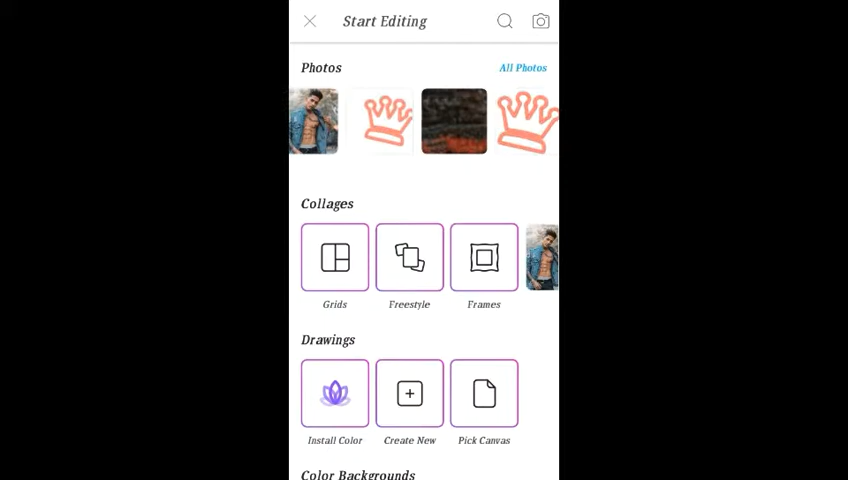 Start Editing
Photos
All Photos
Collages
Grids
Freestyle
Frames
Drawings
Install Color
Create New
Pick Canvas
Color Backgrounds